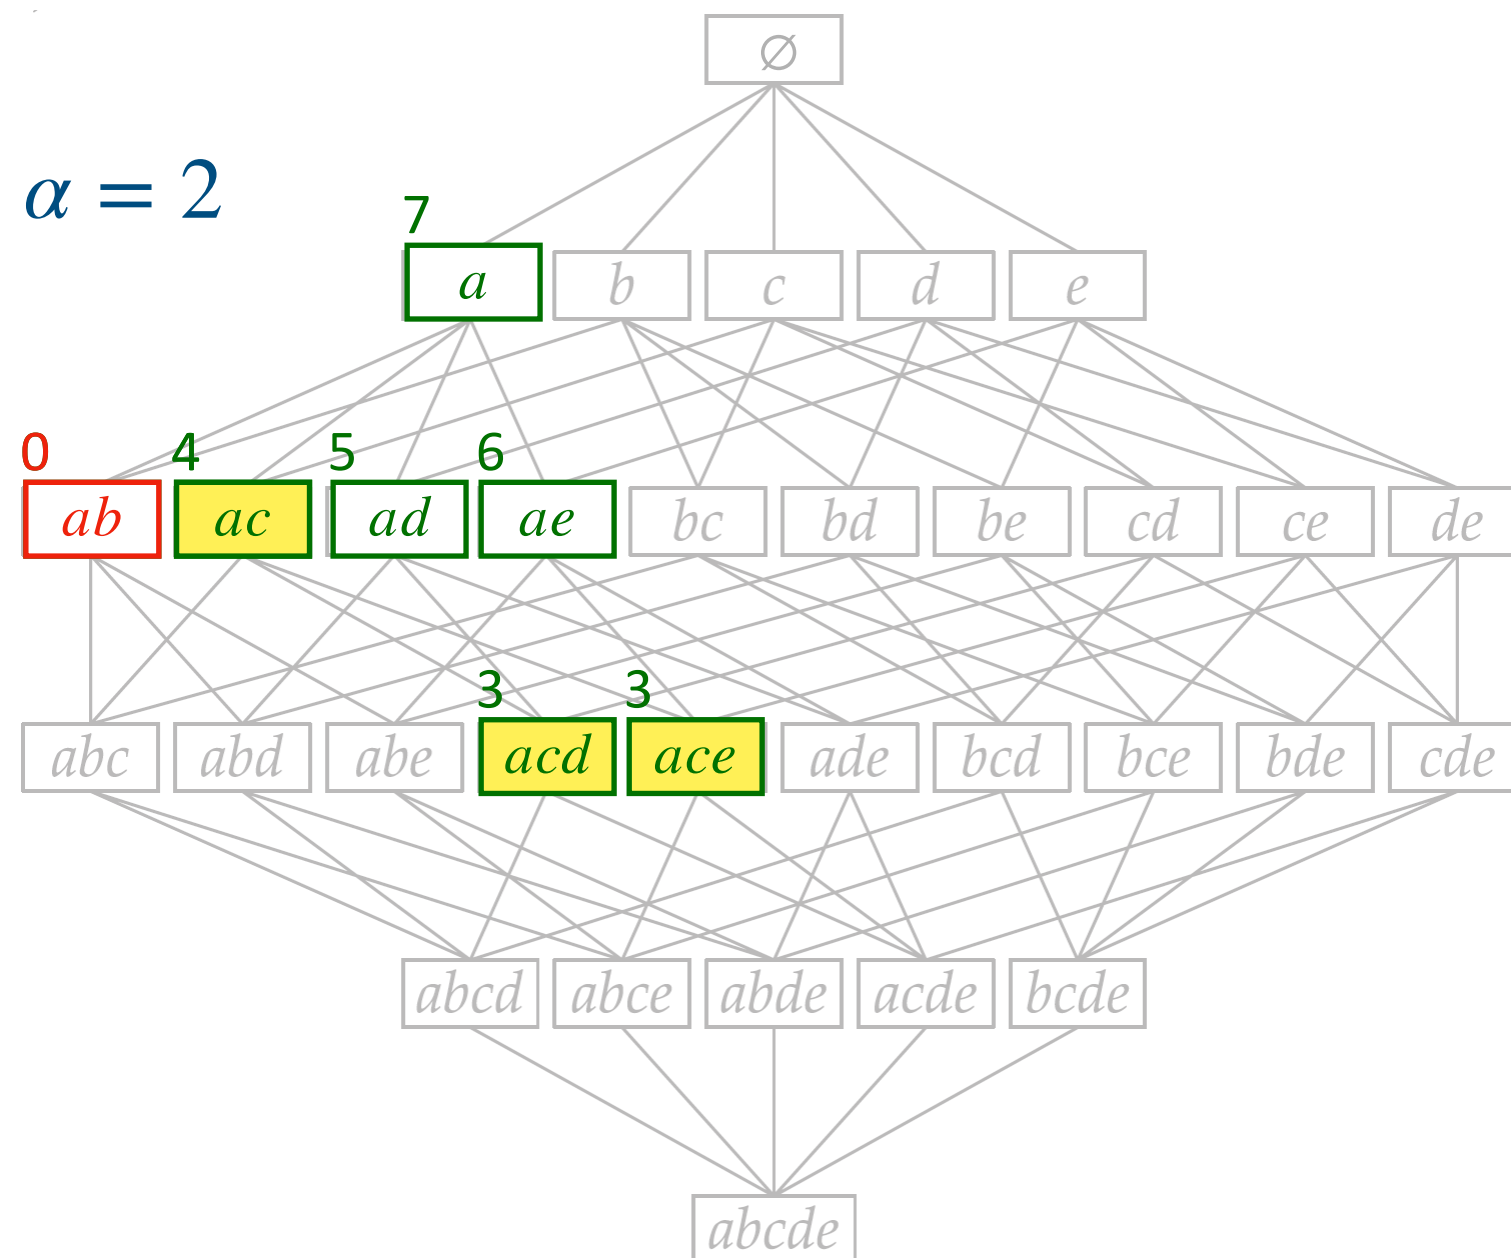 ∅
α = 2
7
a b c d e
0 4 5 6
ab ac ad ae bc bd be cd ce de
3 3
abc abd abe acd ace ade bcd bce bde cde
abcd abce abde acde bcde
abcde